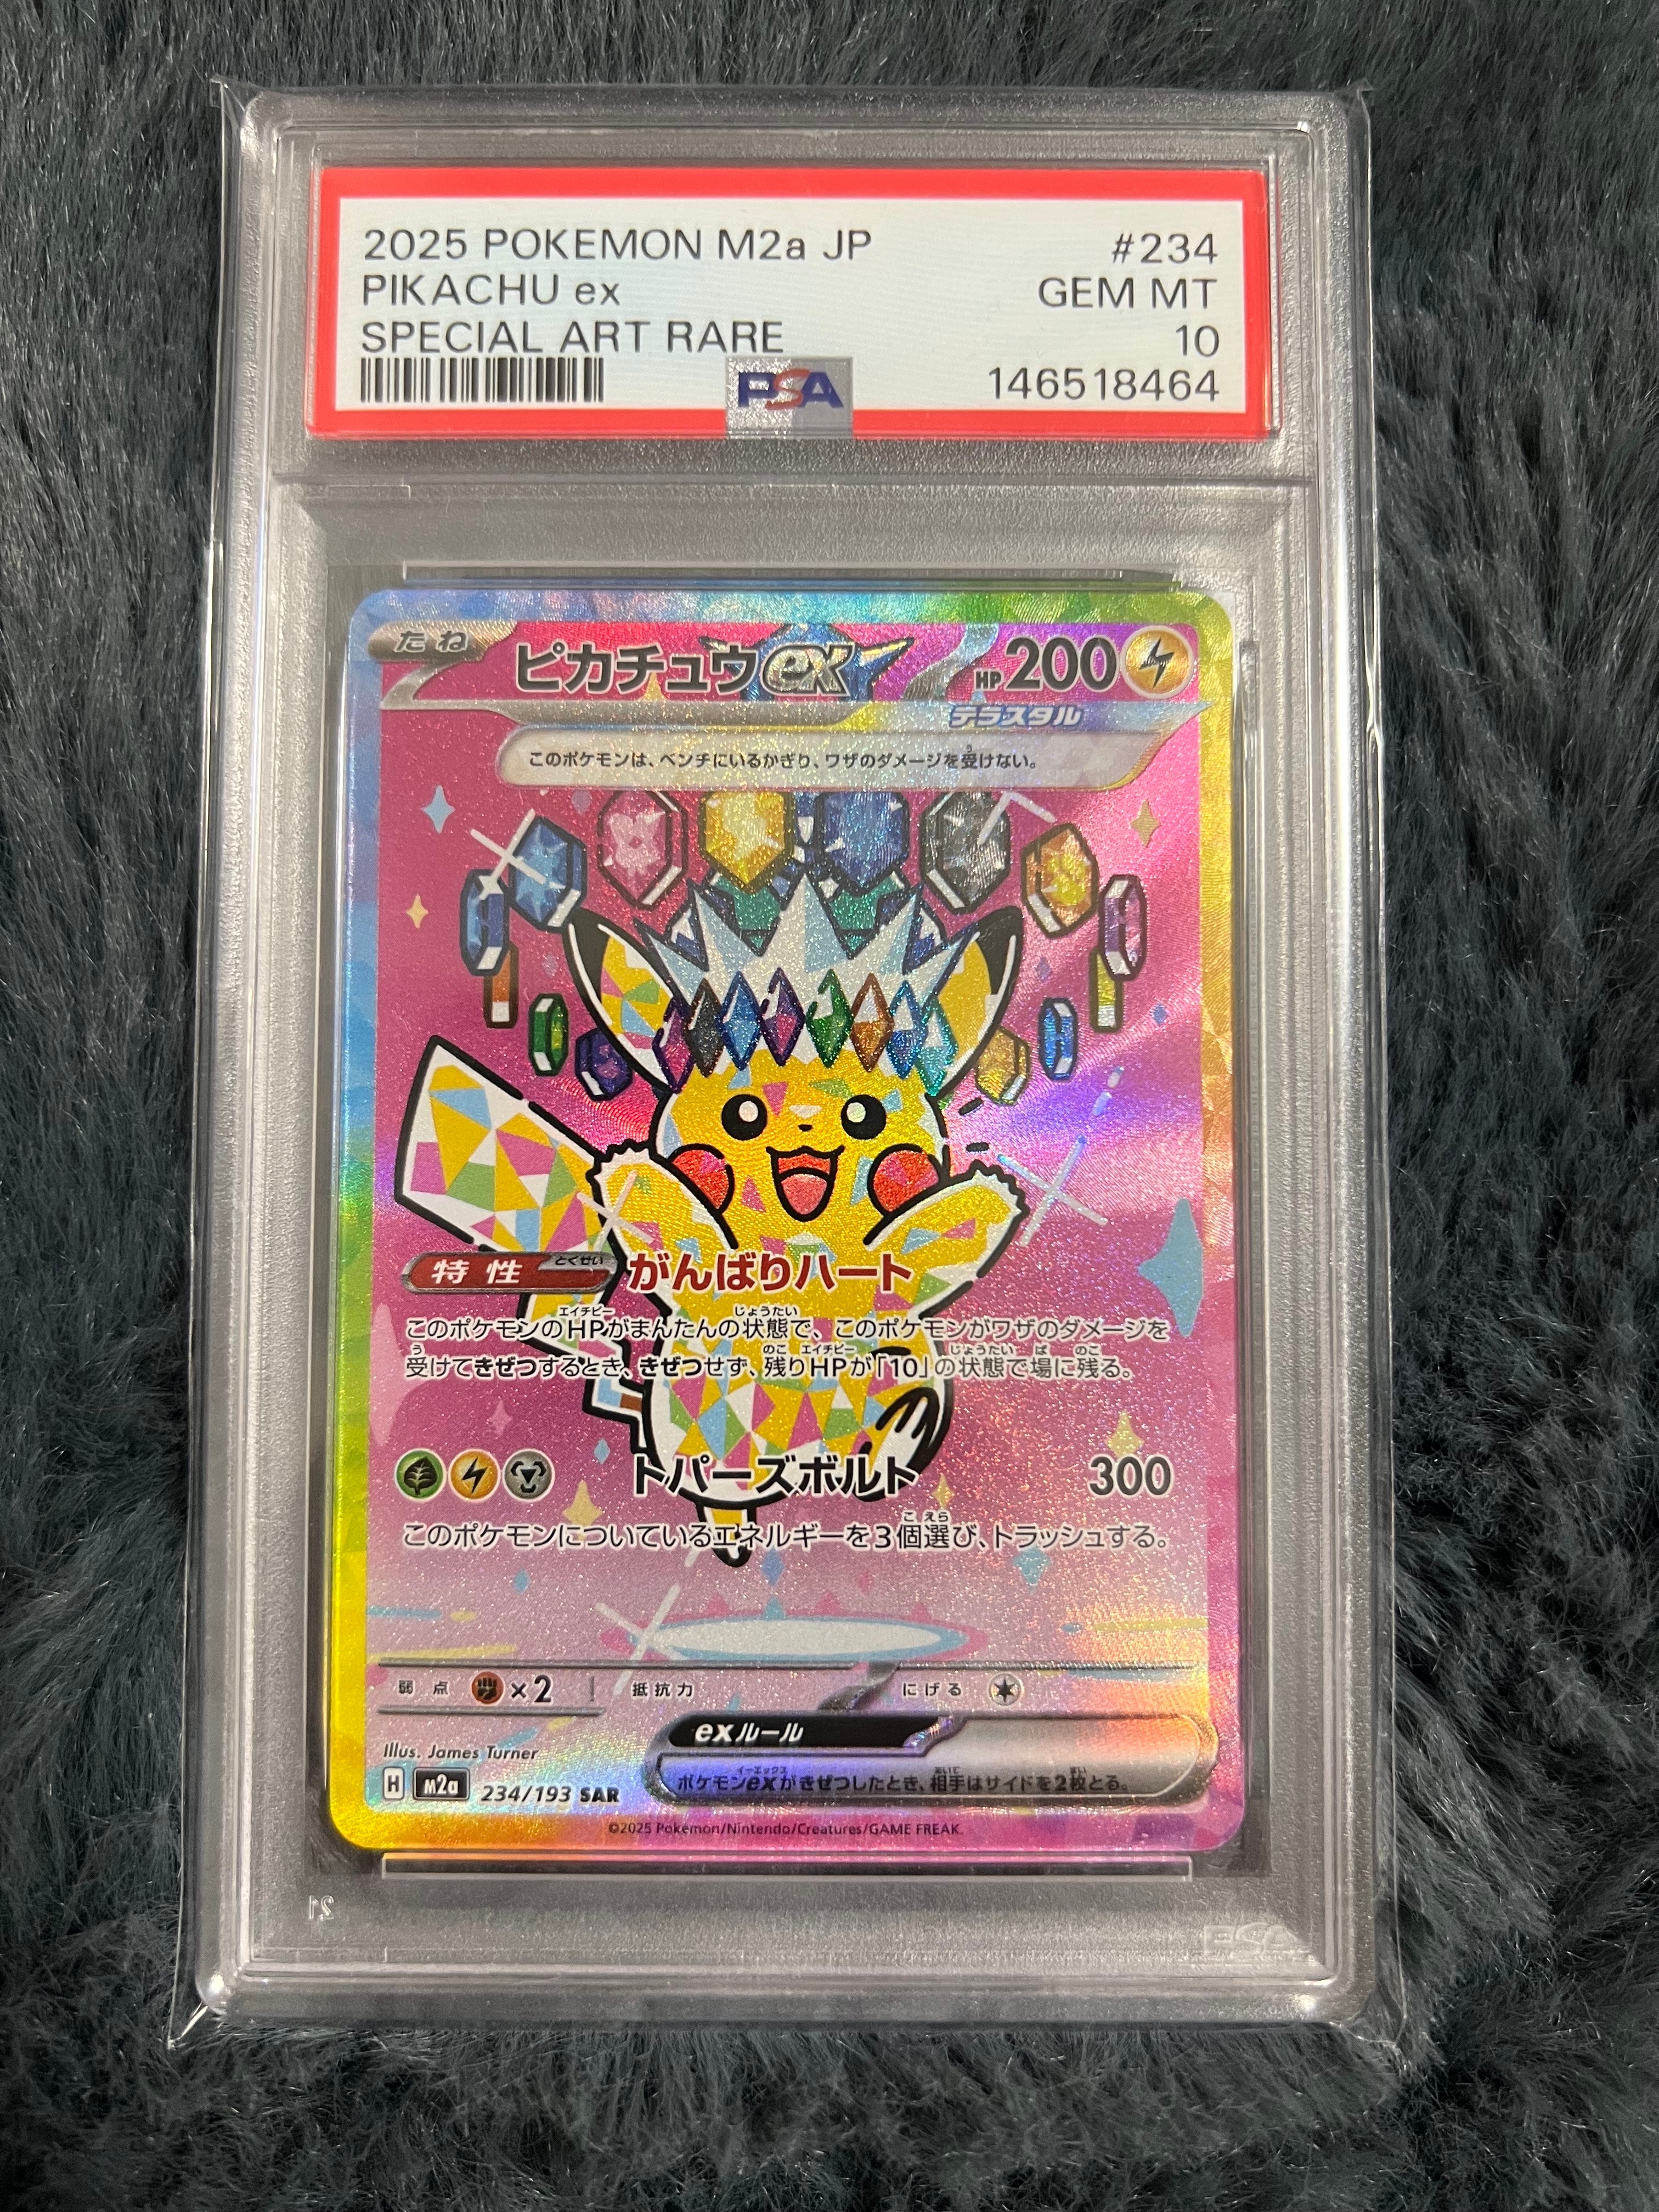 2025 POKEMON M2a JP #234
PIKACHU ex GEM MT
SPECIAL ART RARE 10
PSA 146518464
たね ピカチュウex HP200
テラスタル
このポケモンは、ベンチにいるかぎり、ワザのダメージを受けない。
特性 とくせい がんばりハート
このポケモンのHPがまんたんの状態で、このポケモンがワザのダメージを
受けてきぜつするとき、きぜつせず、残りHPが「10」の状態で場に残る。
トパーズボルト 300
このポケモンについているエネルギーを3個選び、トラッシュする。
弱点 ×2 抵抗力 にげる
exルール
ポケモンexがきぜつしたとき、相手はサイドを2枚とる。
Illus. James Turner
H M2a 234/193 SAR
©2025 Pokémon/Nintendo/Creatures/GAME FREAK.
21
PSA